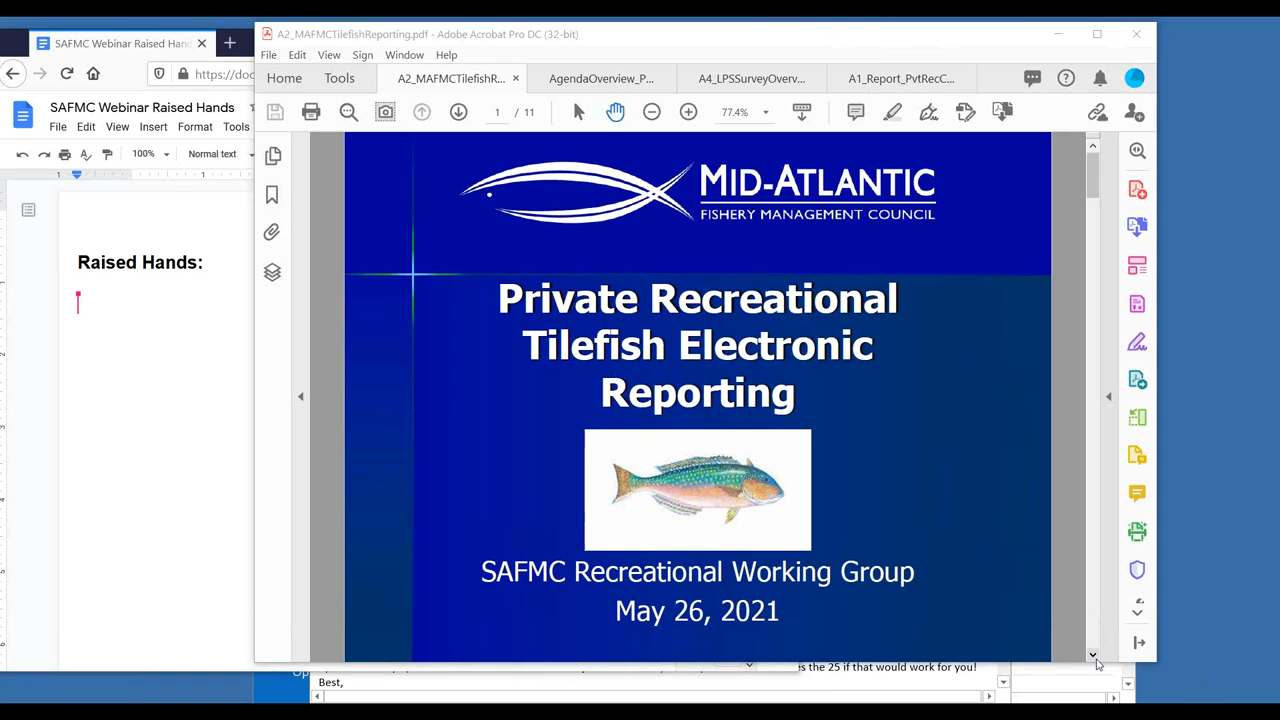 SAFMC Webinar Raised Han
https://doc
SAFMC Webinar Raised Hands
File Edit View Insert Format Tools
100% Normal text
1 1
Raised Hands:
A2_MAFMCTilefishReporting.pdf - Adobe Acrobat Pro DC (32-bit)
File Edit View Sign Window Help
Home Tools A2_MAFMCTilefishR... AgendaOverview_P... A4_LPSSurveyOverv... A1_Report_PvtRecC...
1 / 11 77.4%
MID-ATLANTIC
FISHERY MANAGEMENT COUNCIL
Private Recreational
Tilefish Electronic
Reporting
SAFMC Recreational Working Group
May 26, 2021
es the 25 if that would work for you!
Best,